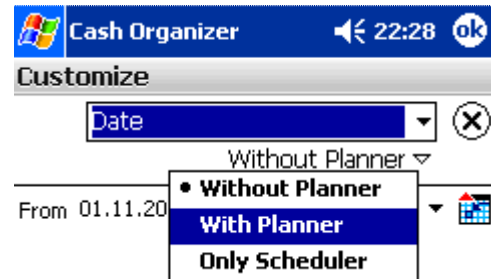 Cash Organizer 22:28 ok
Customize
Date
Without Planner
• Without Planner
From 01.11.20
With Planner
Only Scheduler